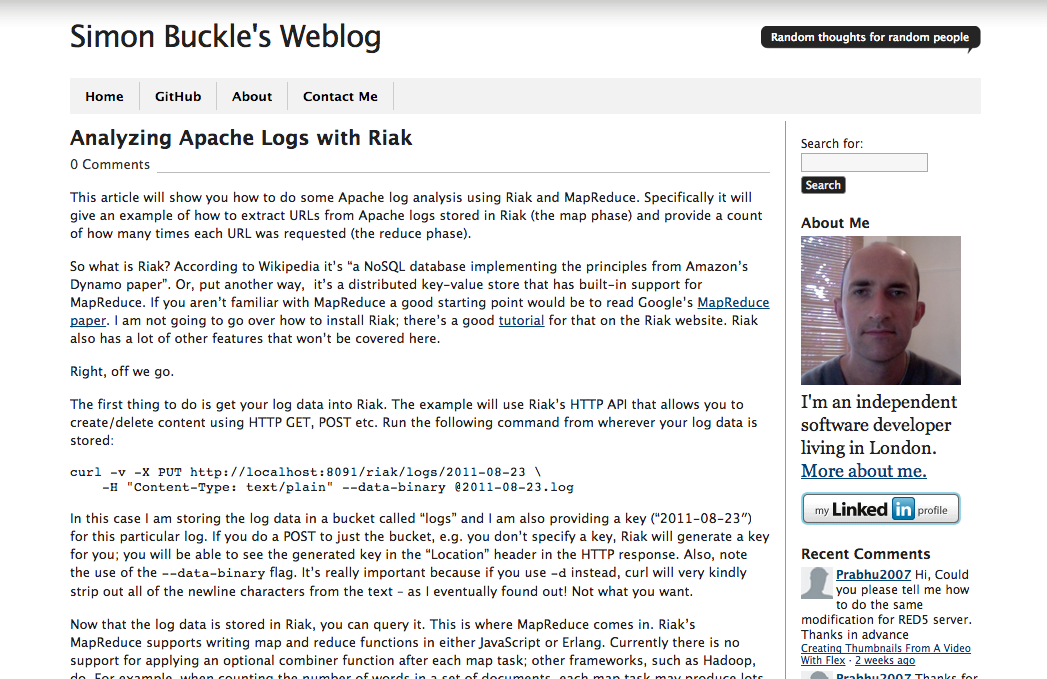 Simon Buckle's Weblog
Random thoughts for random people
Home
GitHub
About
Contact Me
Analyzing Apache Logs with Riak
0 Comments
This article will show you how to do some Apache log analysis using Riak and MapReduce. Specifically it will
give an example of how to extract URLs from Apache logs stored in Riak (the map phase) and provide a count
of how many times each URL was requested (the reduce phase).
So what is Riak? According to Wikipedia it’s “a NoSQL database implementing the principles from Amazon’s
Dynamo paper”. Or, put another way,  it’s a distributed key-value store that has built-in support for
MapReduce. If you aren’t familiar with MapReduce a good starting point would be to read Google’s MapReduce
paper. I am not going to go over how to install Riak; there’s a good tutorial for that on the Riak website. Riak
also has a lot of other features that won’t be covered here.
Right, off we go.
The first thing to do is get your log data into Riak. The example will use Riak’s HTTP API that allows you to
create/delete content using HTTP GET, POST etc. Run the following command from wherever your log data is
stored:
curl -v -X PUT http://localhost:8091/riak/logs/2011-08-23 \
-H "Content-Type: text/plain" --data-binary @2011-08-23.log
In this case I am storing the log data in a bucket called “logs” and I am also providing a key (“2011-08-23″)
for this particular log. If you do a POST to just the bucket, e.g. you don’t specify a key, Riak will generate a key
for you; you will be able to see the generated key in the “Location” header in the HTTP response. Also, note
the use of the --data-binary flag. It’s really important because if you use -d instead, curl will very kindly
strip out all of the newline characters from the text – as I eventually found out! Not what you want.
Now that the log data is stored in Riak, you can query it. This is where MapReduce comes in. Riak’s
MapReduce supports writing map and reduce functions in either JavaScript or Erlang. Currently there is no
support for applying an optional combiner function after each map task; other frameworks, such as Hadoop,
do. For example, when counting the number of words in a set of documents, each map task may produce lots
Search for:
Search
About Me
I'm an independent
software developer
living in London.
More about me.
my Linked in profile
Recent Comments
Prabhu2007 Hi, Could
you please tell me how
to do the same
modification for RED5 server.
Thanks in advance
Creating Thumbnails From A Video
With Flex · 2 weeks ago
Prabhu2007 Thanks for